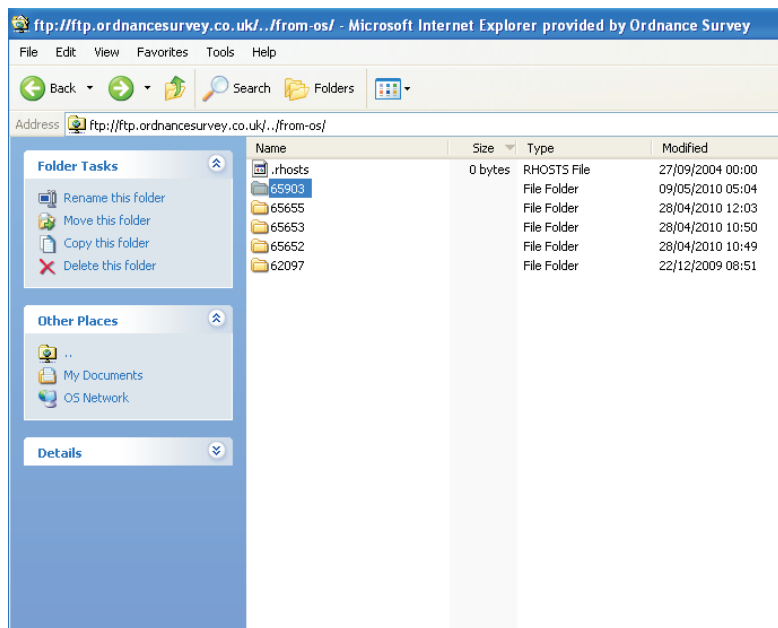 ftp://ftp.ordnancesurvey.co.uk/../from-os/ - Microsoft Internet Explorer provided by Ordnance Survey
File Edit View Favorites Tools Help
Back Search Folders
Address ftp://ftp.ordnancesurvey.co.uk/../from-os/
Folder Tasks
Rename this folder
Move this folder
Copy this folder
Delete this folder
Other Places
..
My Documents
OS Network
Details
Name Size Type Modified
.rhosts 0 bytes RHOSTS File 27/09/2004 00:00
65903 File Folder 09/05/2010 05:04
65655 File Folder 28/04/2010 12:03
65653 File Folder 28/04/2010 10:50
65652 File Folder 28/04/2010 10:49
62097 File Folder 22/12/2009 08:51